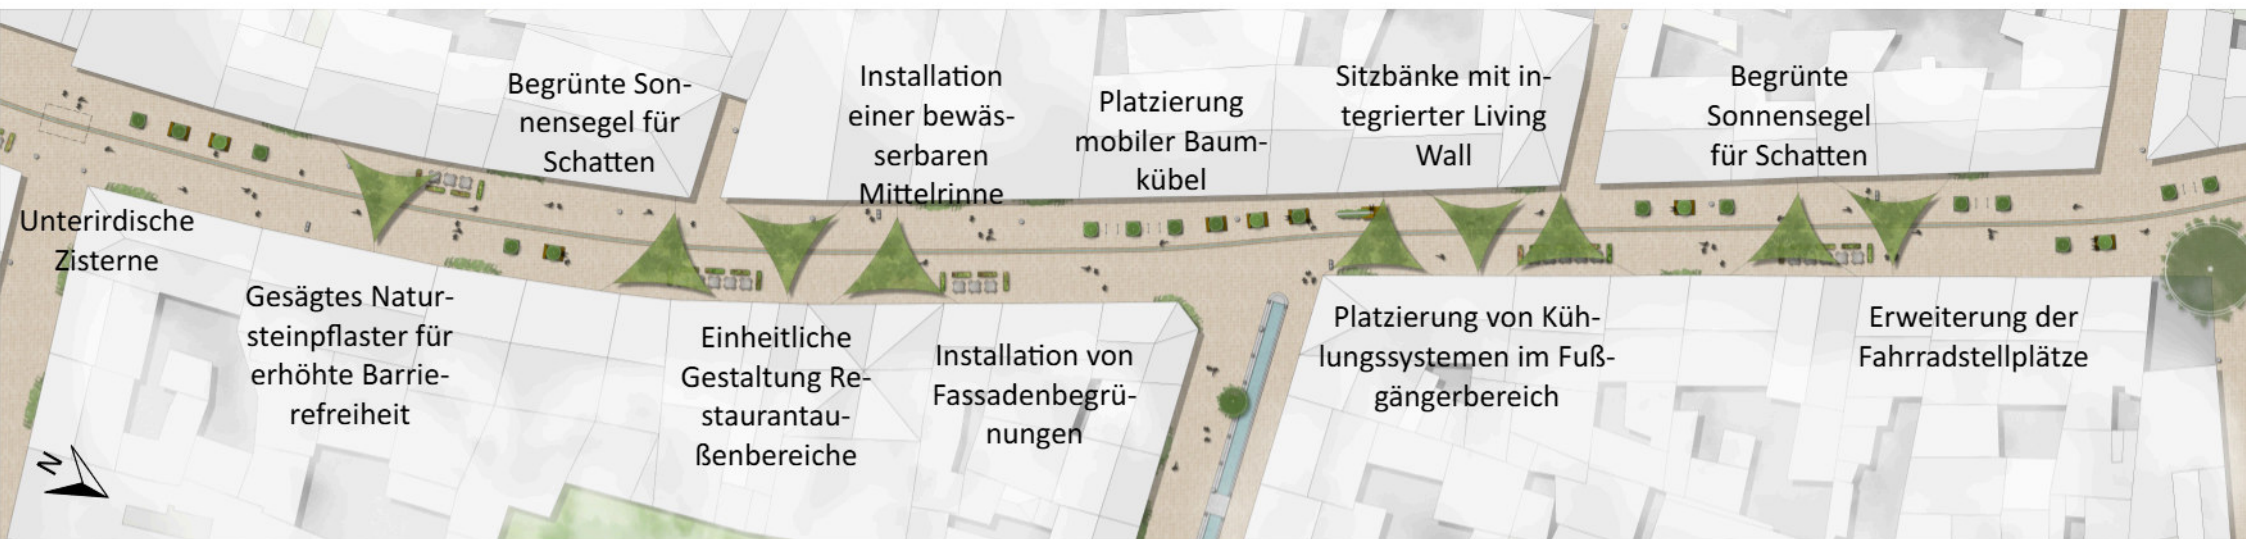 Begrünte Son-
nensegel für
Schatten
Installation
einer bewäs-
serbaren
Mittelrinne
Platzierung
mobiler Baum-
kübel
Sitzbänke mit in-
tegrierter Living
Wall
Begrünte
Sonnensegel
für Schatten
Unterirdische
Zisterne
Gesägtes Natur-
steinpflaster für
erhöhte Barrie-
refreiheit
Einheitliche
Gestaltung Re-
staurantau-
ßenbereiche
Installation von
Fassadenbegrü-
nungen
Platzierung von Küh-
lungssystemen im Fuß-
gängerbereich
Erweiterung der
Fahrradstellplätze
N